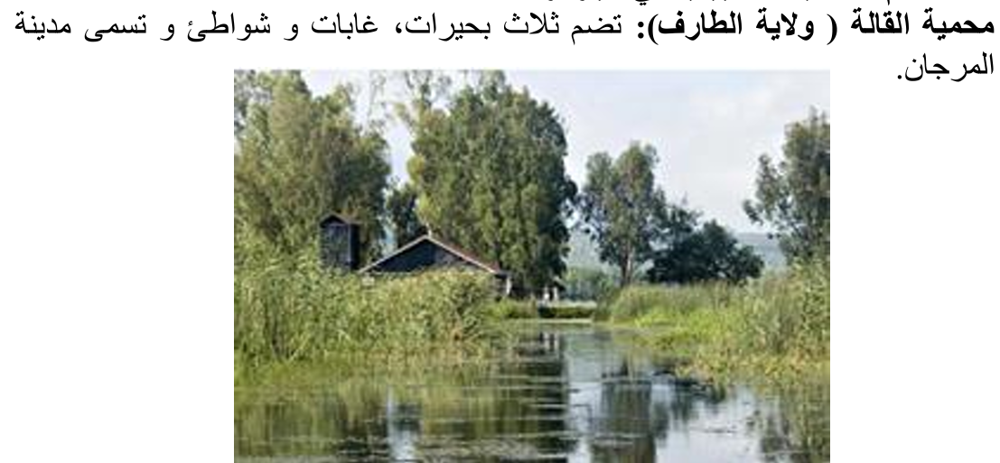 محمية القالة ( ولاية الطارف): تضم ثلاث بحيرات، غابات و شواطئ و تسمى مدينة
المرجان.